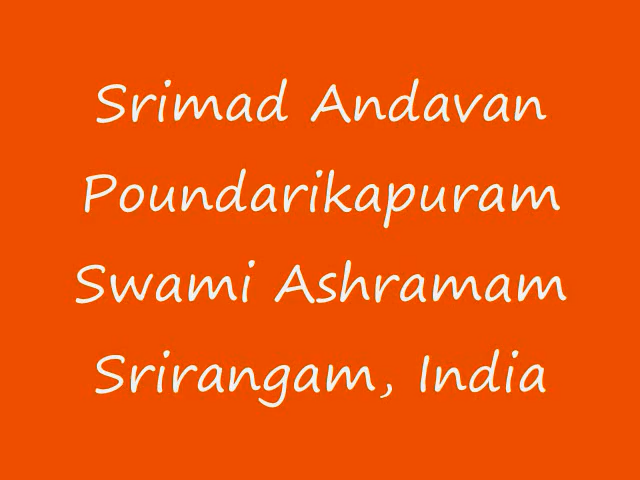 Srimad Andavan
Poundarikapuram
Swami Ashramam
Srirangam, India